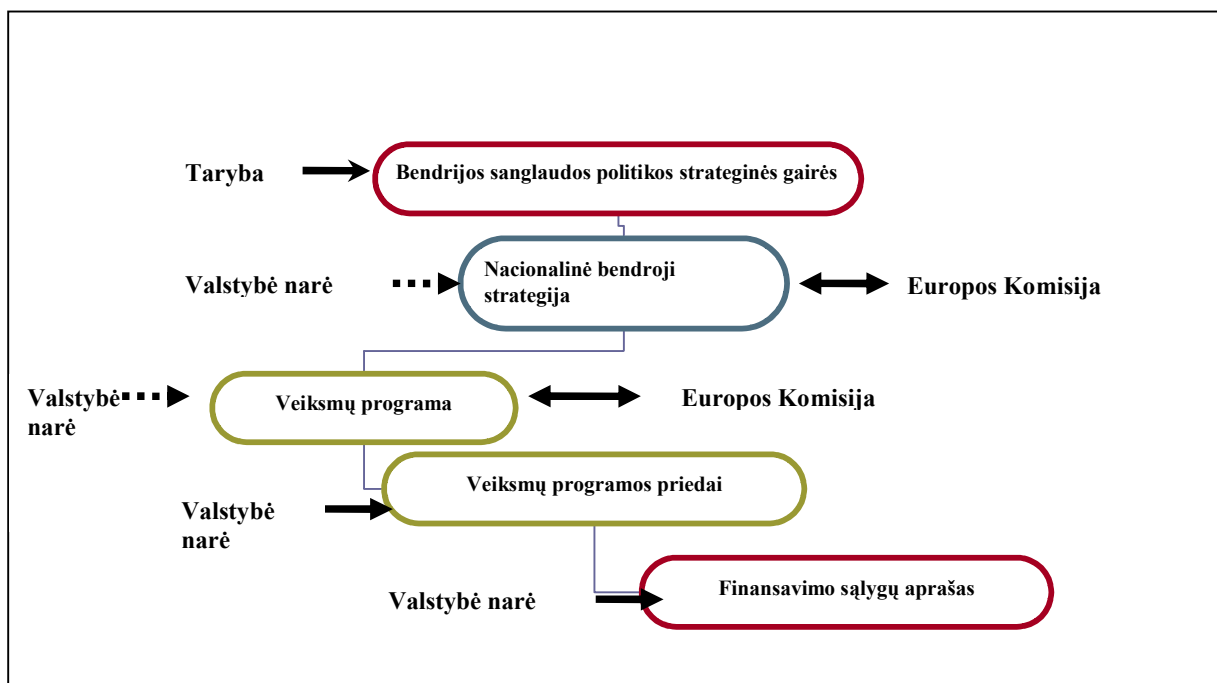 Taryba
Bendrijos sanglaudos politikos strateginės gairės
Valstybė narė
Nacionalinė bendroji
strategija
Europos Komisija
Valstybė
narė
Veiksmų programa
Europos Komisija
Valstybė
narė
Veiksmų programos priedai
Valstybė narė
Finansavimo sąlygų aprašas